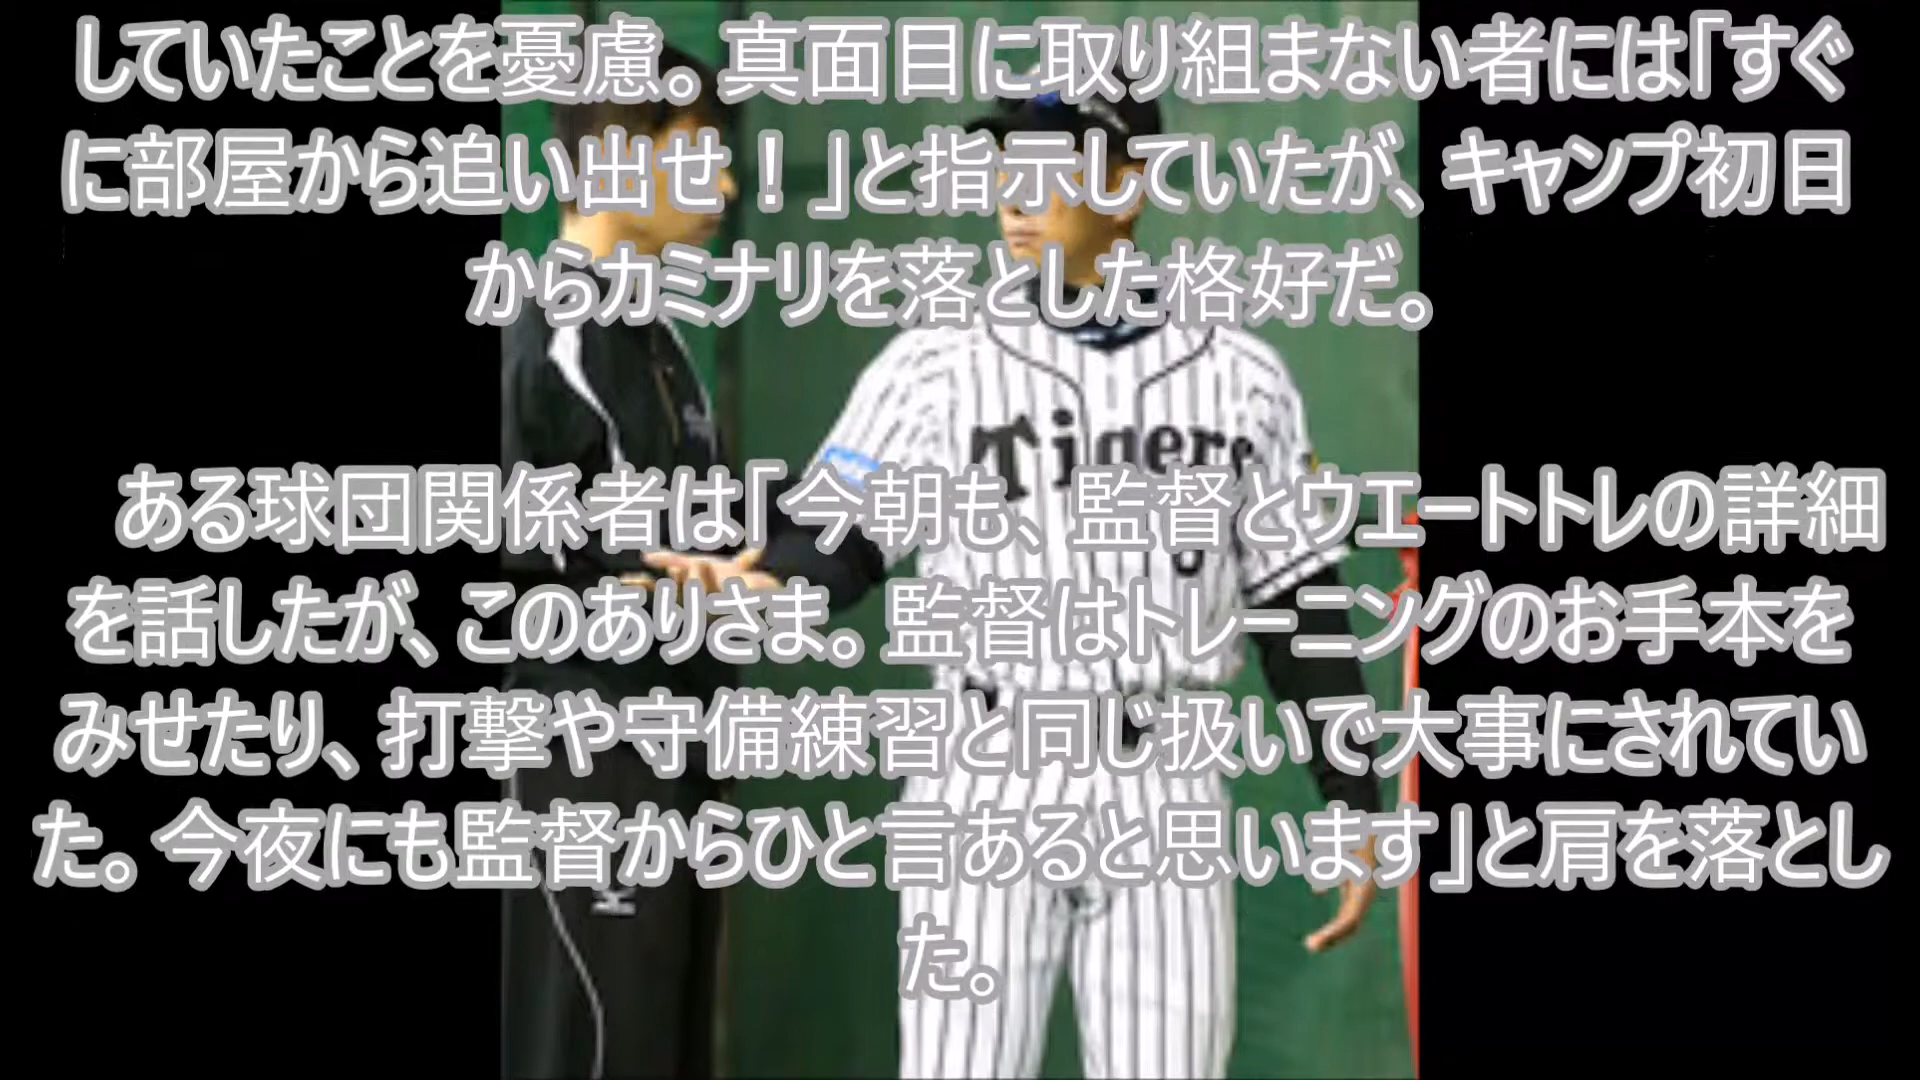 していたことを憂慮。真面目に取り組まない者には「すぐ
に部屋から追い出せ！」と指示していたが、キャンプ初日
からカミナリを落とした格好だ。
Tigers
ある球団関係者は「今朝も、監督とウエートトレの詳細
を話したが、このありさま。監督はトレーニングのお手本を
みせたり、打撃や守備練習と同じ扱いで大事にされてい
た。今夜にも監督からひと言あると思います」と肩を落とし
た。